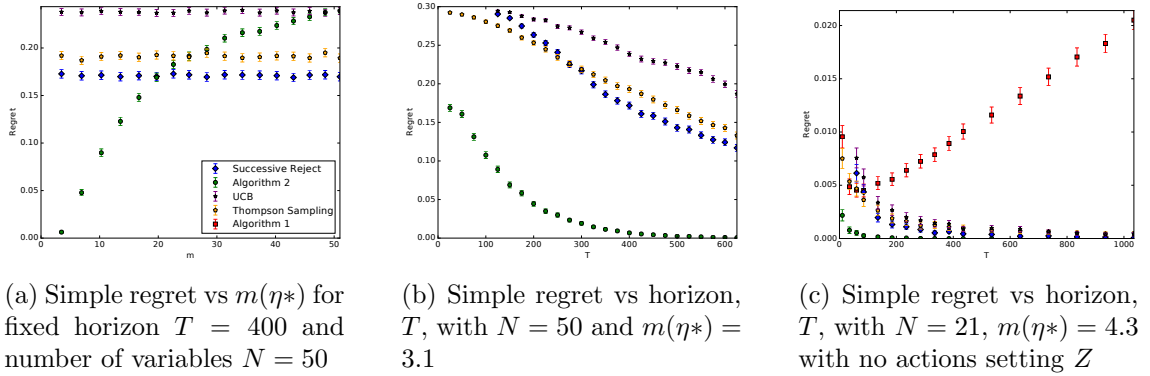 0.20
0.15
0.10
0.05
0.00
Regret
0 10 20 30 40 50
m
Successive Reject
Algorithm 2
UCB
Thompson Sampling
Algorithm 1
0.30
0.25
0.20
0.15
0.10
0.05
0.00
Regret
0 100 200 300 400 500 600
T
0.020
0.015
0.010
0.005
0.000
Regret
0 200 400 600 800 1000
T
(a) Simple regret vs m(η∗) for
fixed horizon T = 400 and
number of variables N = 50
(b) Simple regret vs horizon,
T, with N = 50 and m(η∗) =
3.1
(c) Simple regret vs horizon,
T, with N = 21, m(η∗) = 4.3
with no actions setting Z